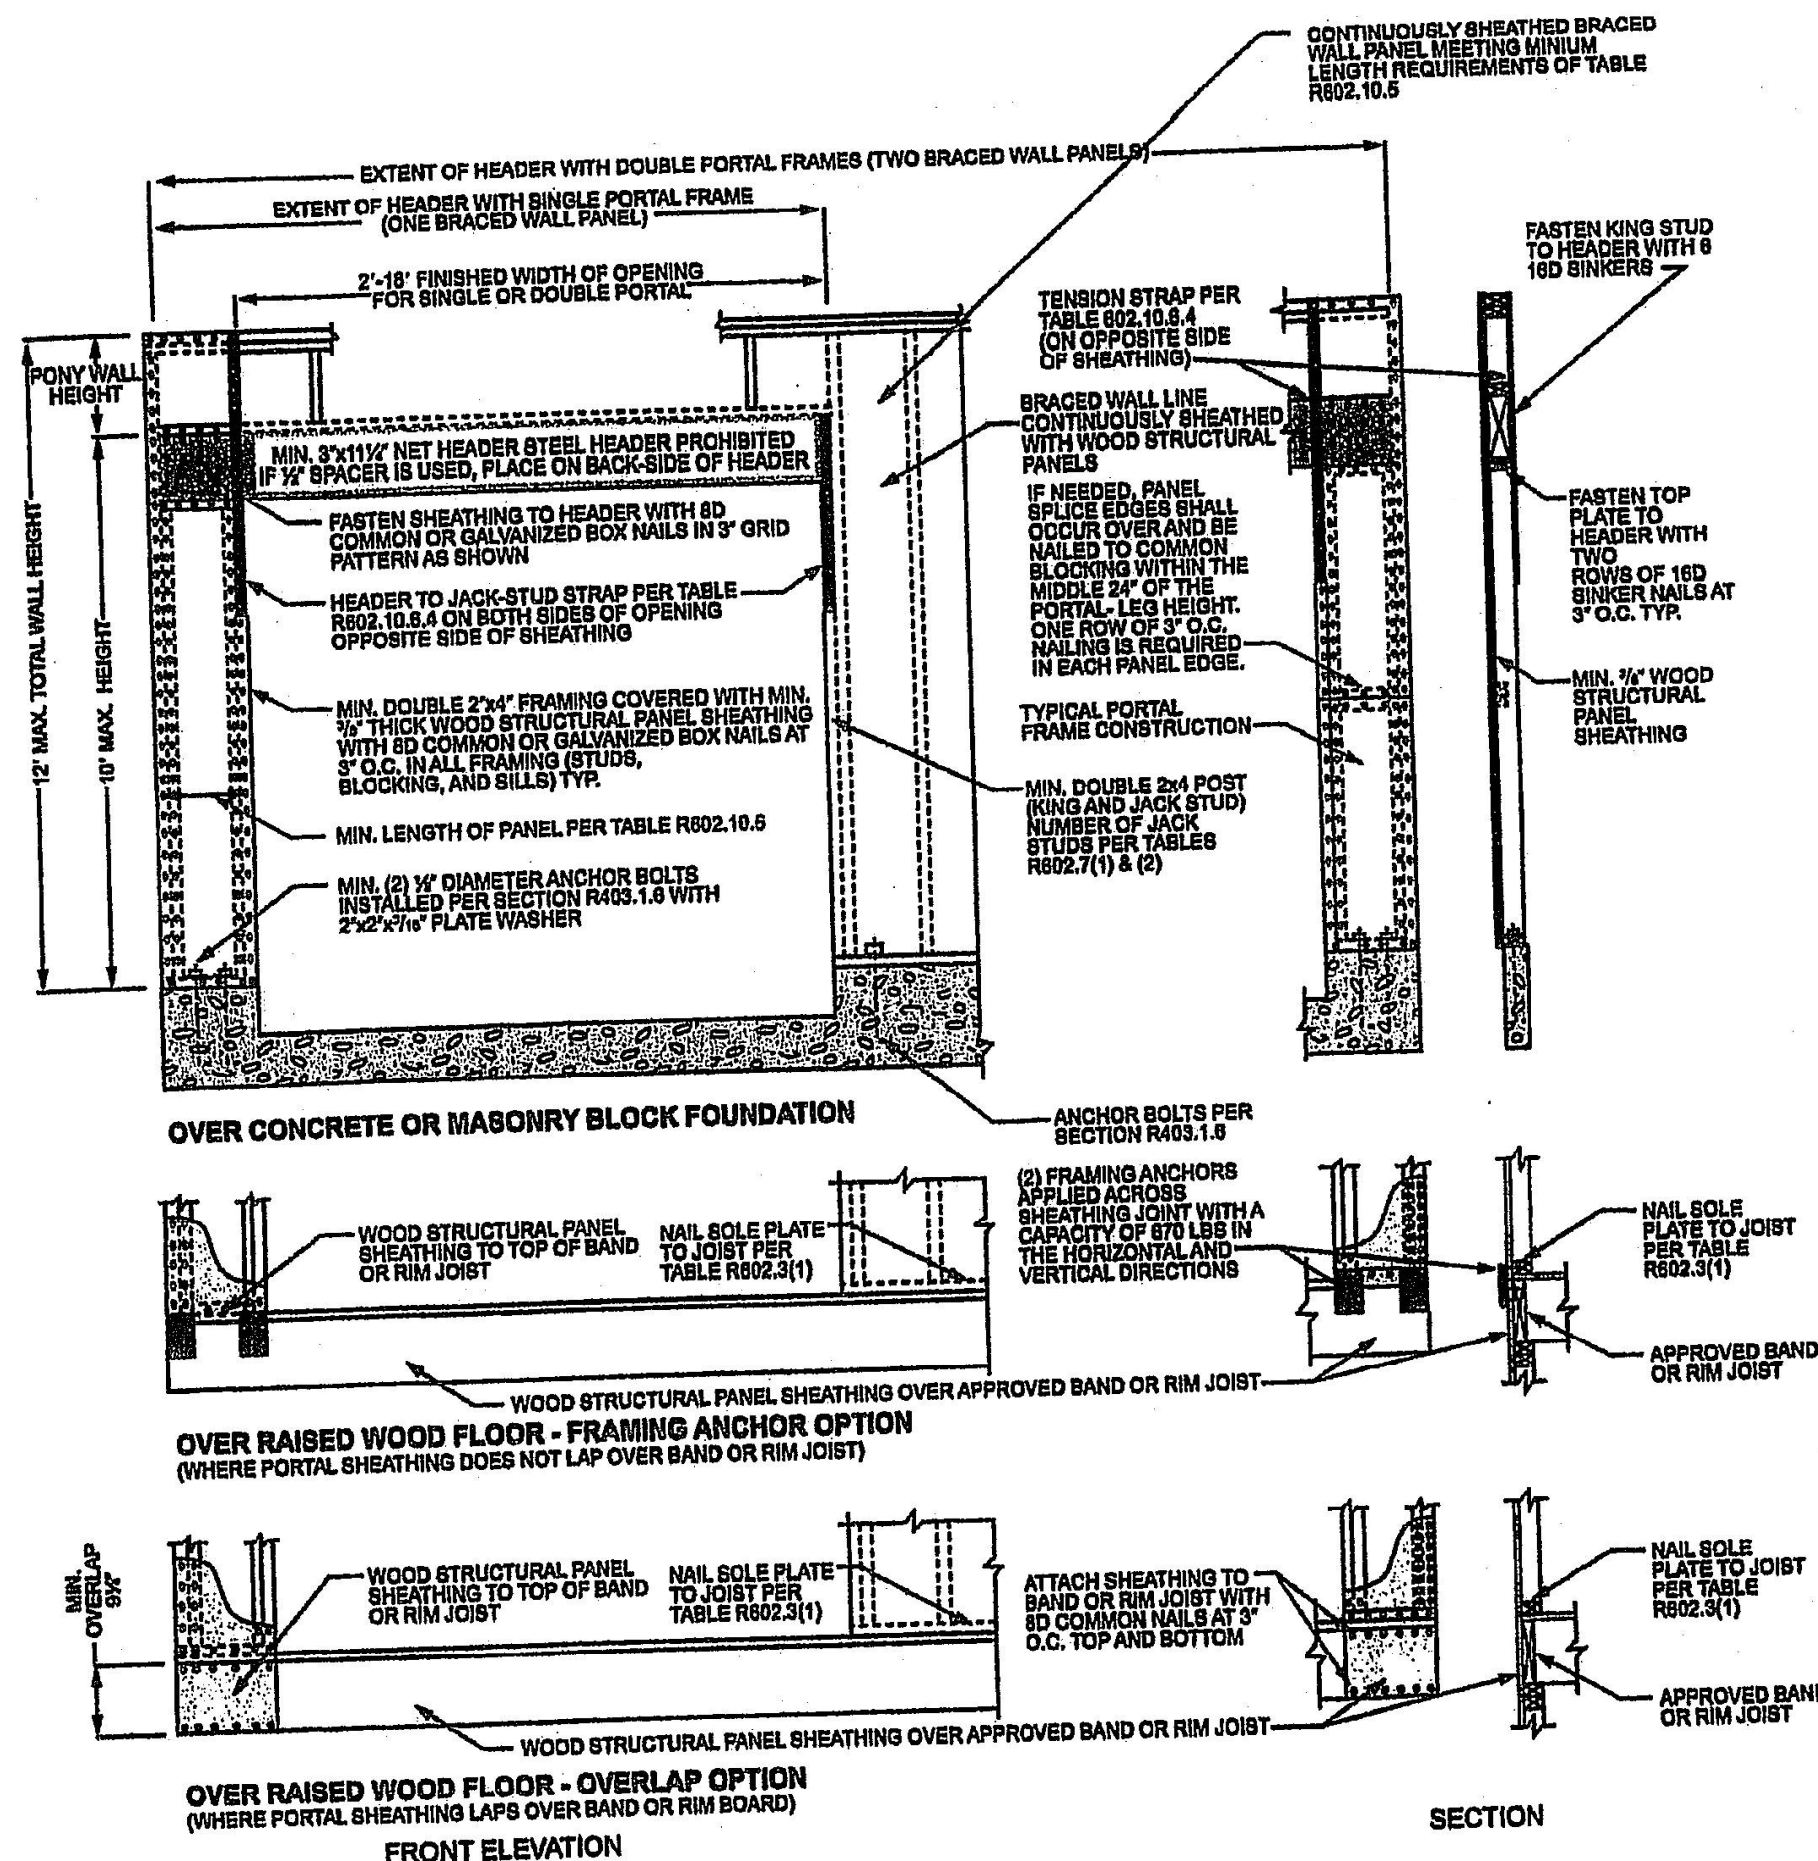 CONTINUOUSLY SHEATHED BRACED
WALL PANEL MEETING MINIUM
LENGTH REQUIREMENTS OF TABLE
R602.10.5
EXTENT OF HEADER WITH DOUBLE PORTAL FRAMES (TWO BRACED WALL PANELS)
EXTENT OF HEADER WITH SINGLE PORTAL FRAME
(ONE BRACED WALL PANEL)
2'-18' FINISHED WIDTH OF OPENING
FOR SINGLE OR DOUBLE PORTAL
FASTEN KING STUD
TO HEADER WITH 6
16D SINKERS
TENSION STRAP PER
TABLE 602.10.6.4
(ON OPPOSITE SIDE
OF SHEATHING)
PONY WALL
HEIGHT
12' MAX. TOTAL WALL HEIGHT
10' MAX. HEIGHT
MIN. 3"x11½" NET HEADER STEEL HEADER PROHIBITED
IF ½" SPACER IS USED, PLACE ON BACK-SIDE OF HEADER
BRACED WALL LINE
CONTINUOUSLY SHEATHED
WITH WOOD STRUCTURAL
PANELS
FASTEN SHEATHING TO HEADER WITH 8D
COMMON OR GALVANIZED BOX NAILS IN 3" GRID
PATTERN AS SHOWN
IF NEEDED, PANEL
SPLICE EDGES SHALL
OCCUR OVER AND BE
NAILED TO COMMON
BLOCKING WITHIN THE
MIDDLE 24" OF THE
PORTAL- LEG HEIGHT.
ONE ROW OF 3" O.C.
NAILING IS REQUIRED
IN EACH PANEL EDGE.
FASTEN TOP
PLATE TO
HEADER WITH
TWO
ROWS OF 16D
SINKER NAILS AT
3" O.C. TYP.
HEADER TO JACK-STUD STRAP PER TABLE
R602.10.6.4 ON BOTH SIDES OF OPENING
OPPOSITE SIDE OF SHEATHING
MIN. ⅜" WOOD
STRUCTURAL
PANEL
SHEATHING
MIN. DOUBLE 2"x4" FRAMING COVERED WITH MIN.
⅜" THICK WOOD STRUCTURAL PANEL SHEATHING
WITH 8D COMMON OR GALVANIZED BOX NAILS AT
3" O.C. IN ALL FRAMING (STUDS,
BLOCKING, AND SILLS) TYP.
TYPICAL PORTAL
FRAME CONSTRUCTION
MIN. DOUBLE 2x4 POST
(KING AND JACK STUD)
NUMBER OF JACK
STUDS PER TABLES
R602.7(1) & (2)
MIN. LENGTH OF PANEL PER TABLE R602.10.5
MIN. (2) ½" DIAMETER ANCHOR BOLTS
INSTALLED PER SECTION R403.1.6 WITH
2"x2"x³/₁₆" PLATE WASHER
OVER CONCRETE OR MASONRY BLOCK FOUNDATION
ANCHOR BOLTS PER
SECTION R403.1.6
WOOD STRUCTURAL PANEL
SHEATHING TO TOP OF BAND
OR RIM JOIST
NAIL SOLE PLATE
TO JOIST PER
TABLE R602.3(1)
(2) FRAMING ANCHORS
APPLIED ACROSS
SHEATHING JOINT WITH A
CAPACITY OF 670 LBS IN
THE HORIZONTAL AND
VERTICAL DIRECTIONS
NAIL SOLE
PLATE TO JOIST
PER TABLE
R602.3(1)
APPROVED BAND
OR RIM JOIST
WOOD STRUCTURAL PANEL SHEATHING OVER APPROVED BAND OR RIM JOIST
OVER RAISED WOOD FLOOR - FRAMING ANCHOR OPTION
(WHERE PORTAL SHEATHING DOES NOT LAP OVER BAND OR RIM JOIST)
MIN.
OVERLAP
9¼"
WOOD STRUCTURAL PANEL
SHEATHING TO TOP OF BAND
OR RIM JOIST
NAIL SOLE PLATE
TO JOIST PER
TABLE R602.3(1)
ATTACH SHEATHING TO
BAND OR RIM JOIST WITH
8D COMMON NAILS AT 3"
O.C. TOP AND BOTTOM
NAIL SOLE
PLATE TO JOIST
PER TABLE
R602.3(1)
APPROVED BAND
OR RIM JOIST
WOOD STRUCTURAL PANEL SHEATHING OVER APPROVED BAND OR RIM JOIST
OVER RAISED WOOD FLOOR - OVERLAP OPTION
(WHERE PORTAL SHEATHING LAPS OVER BAND OR RIM BOARD)
FRONT ELEVATION
SECTION